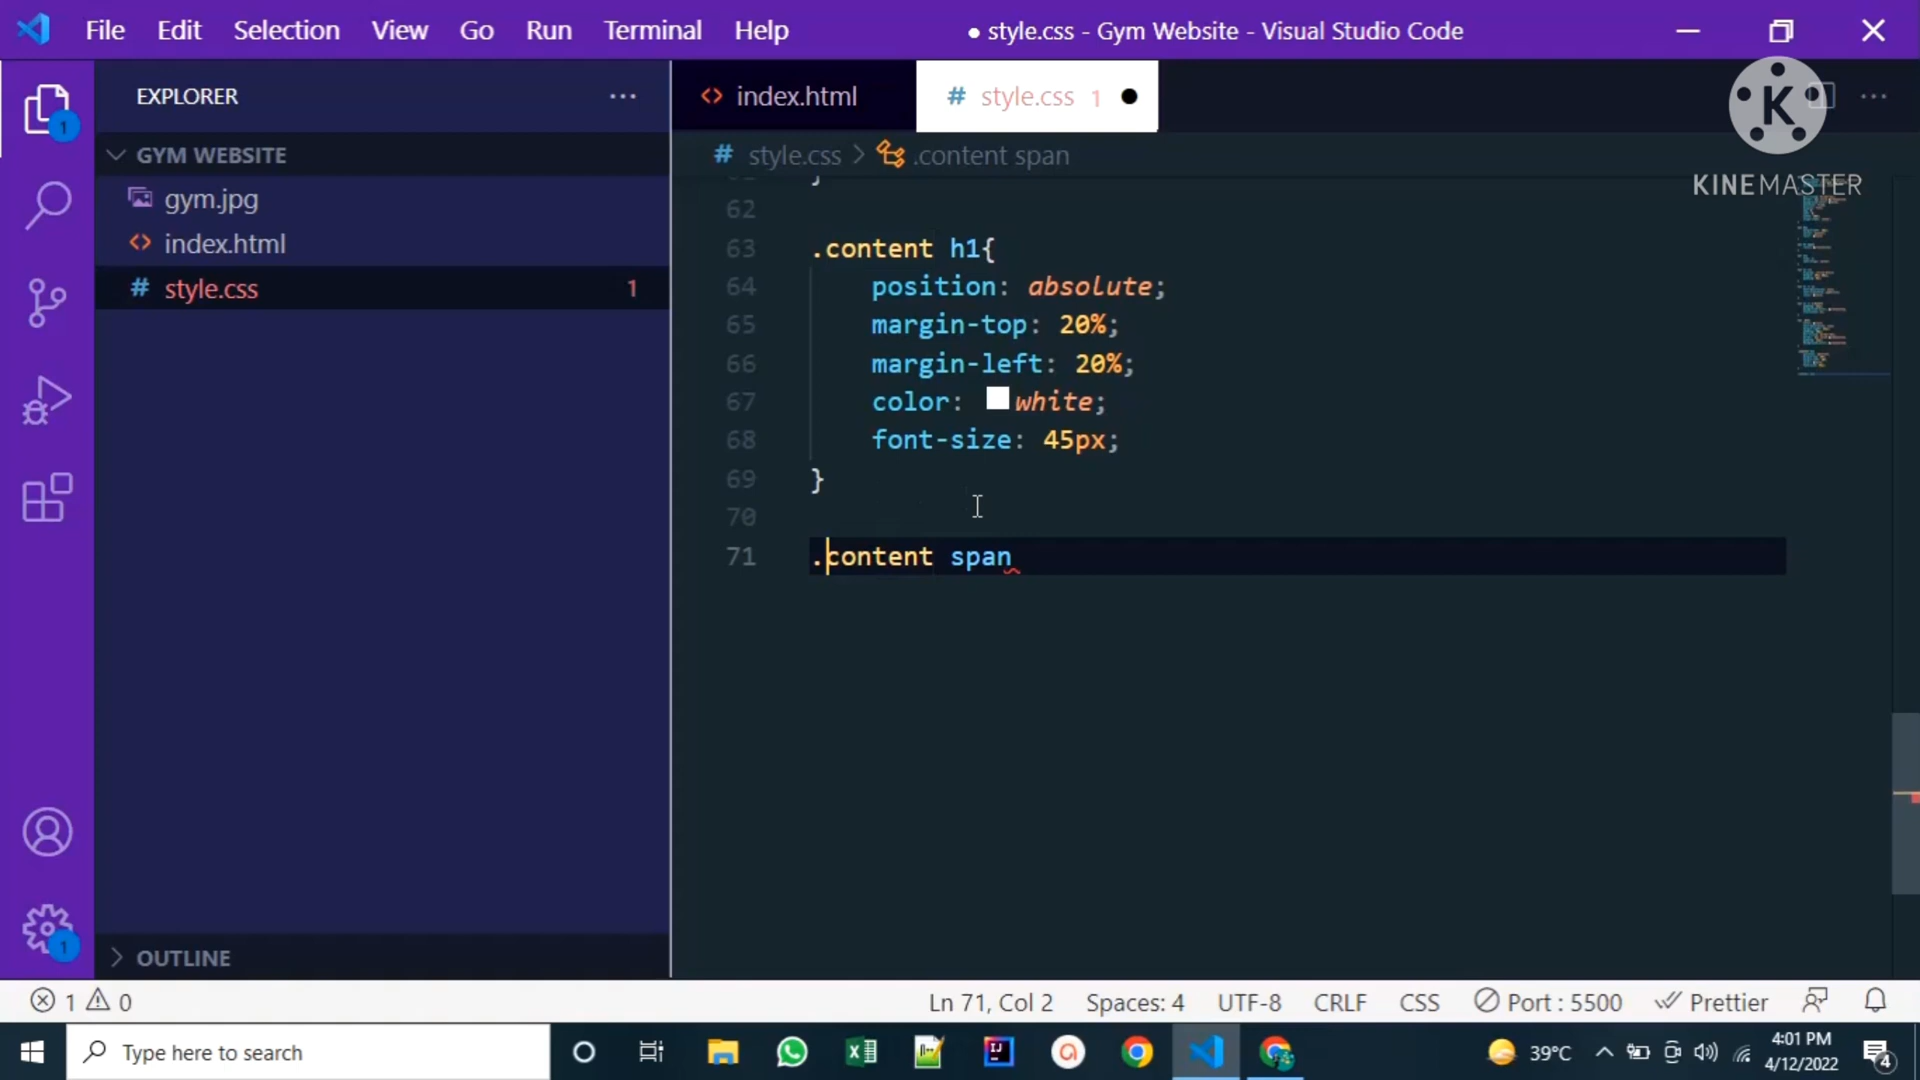 File Edit Selection View Go Run Terminal Help
● style.css - Gym Website - Visual Studio Code
EXPLORER ...
index.html
# style.css 1
K
KINEMASTER
# style.css > .content span
GYM WEBSITE
gym.jpg
index.html
# style.css 1
62
63 .content h1{
64 position: absolute;
65 margin-top: 20%;
66 margin-left: 20%;
67 color: white;
68 font-size: 45px;
69 }
70
71 .content span
1
1
OUTLINE
1 0
Ln 71, Col 2 Spaces: 4 UTF-8 CRLF CSS Port : 5500 Prettier
Type here to search
39°C
4:01 PM
4/12/2022
4